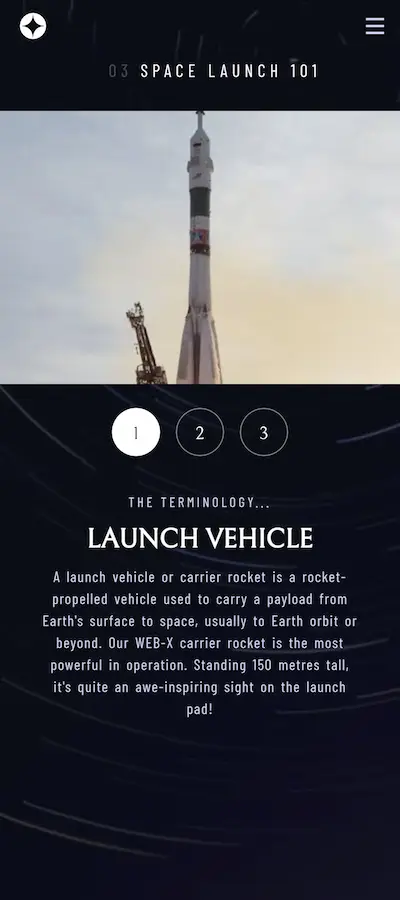 03 SPACE LAUNCH 101
1 2 3
THE TERMINOLOGY...
LAUNCH VEHICLE
A launch vehicle or carrier rocket is a rocket-
propelled vehicle used to carry a payload from
Earth's surface to space, usually to Earth orbit or
beyond. Our WEB-X carrier rocket is the most
powerful in operation. Standing 150 metres tall,
it's quite an awe-inspiring sight on the launch
pad!